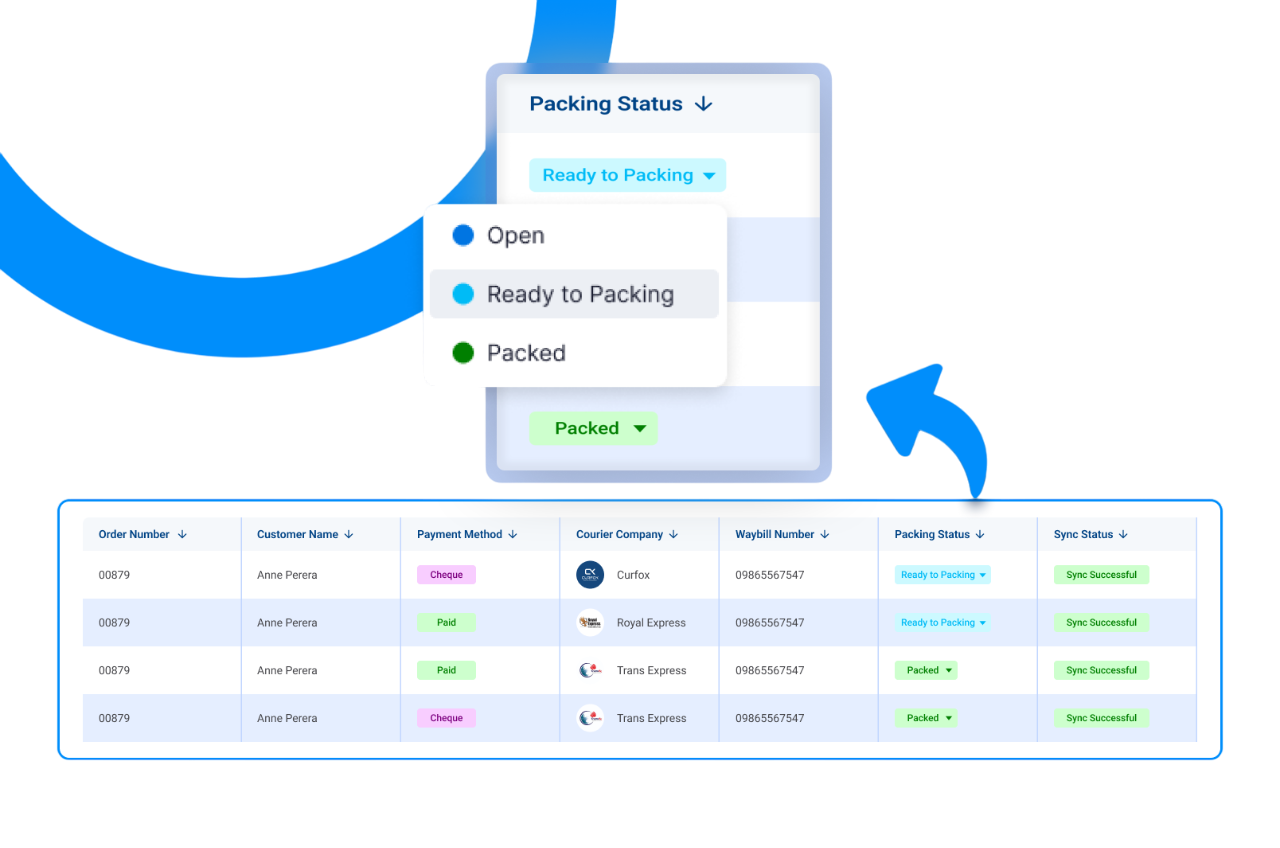 Packing Status
Ready to Packing
Open
Ready to Packing
Packed
Packed
Order Number Customer Name Payment Method Courier Company Waybill Number Packing Status Sync Status
00879 Anne Perera Cheque Curfox 09865567547 Ready to Packing Sync Successful
00879 Anne Perera Paid Royal Express 09865567547 Ready to Packing Sync Successful
00879 Anne Perera Paid Trans Express 09865567547 Packed Sync Successful
00879 Anne Perera Cheque Trans Express 09865567547 Packed Sync Successful